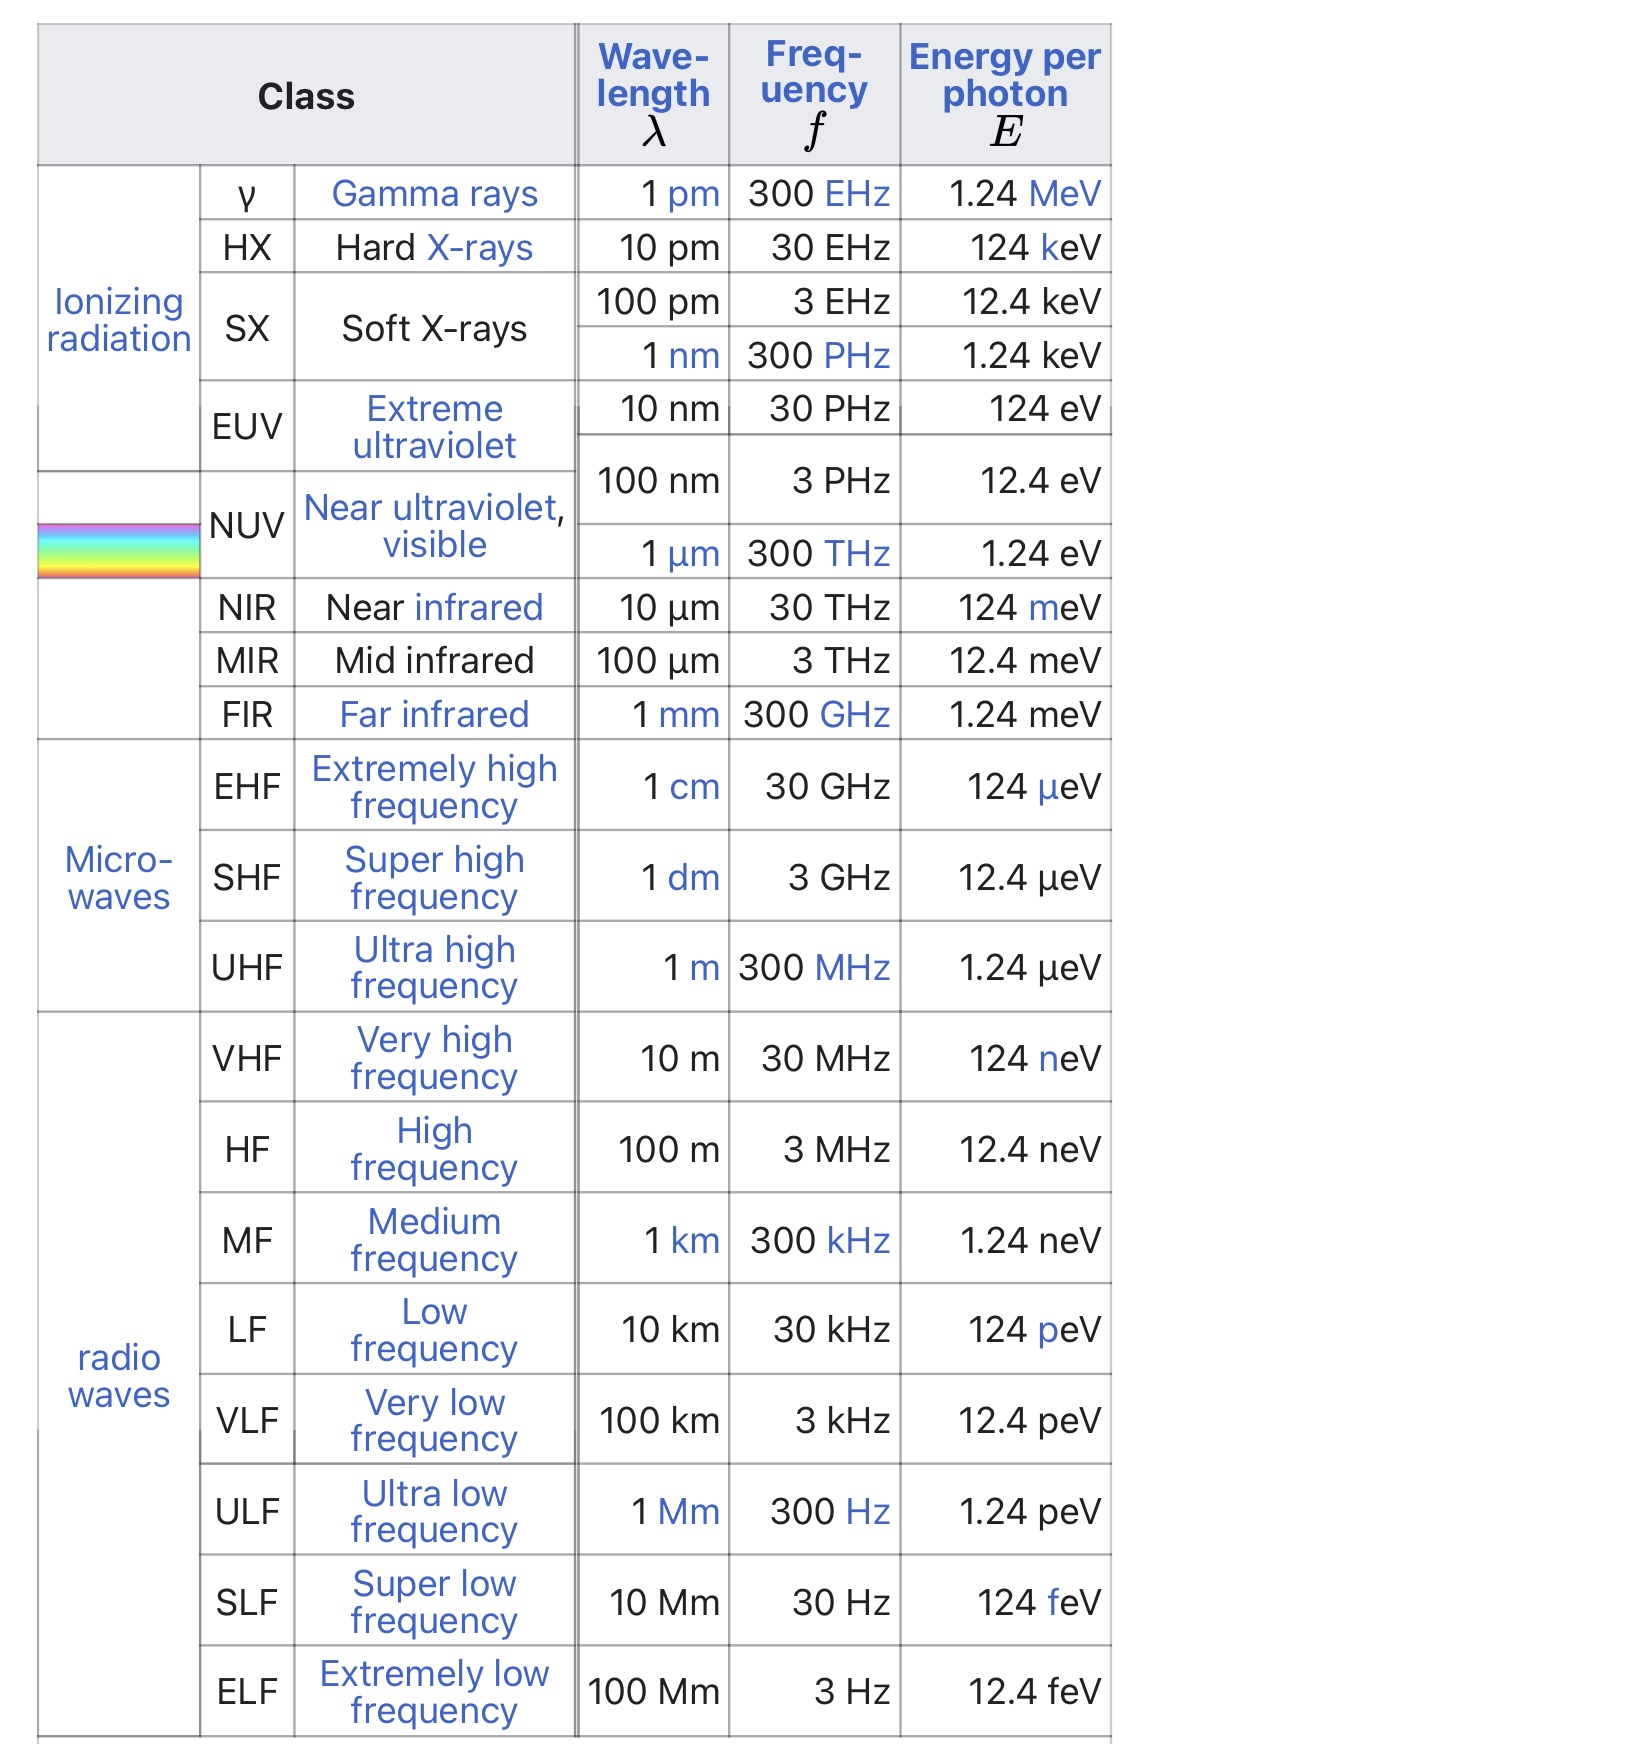 Class
Wave-
length
λ
Freq-
uency
f
Energy per
photon
E
Ionizing
radiation
γ Gamma rays 1 pm 300 EHz 1.24 MeV
HX Hard X-rays 10 pm 30 EHz 124 keV
SX Soft X-rays 100 pm 3 EHz 12.4 keV
1 nm 300 PHz 1.24 keV
EUV Extreme
ultraviolet
10 nm 30 PHz 124 eV
100 nm 3 PHz 12.4 eV
NUV Near ultraviolet,
visible
1 μm 300 THz 1.24 eV
NIR Near infrared 10 μm 30 THz 124 meV
MIR Mid infrared 100 μm 3 THz 12.4 meV
FIR Far infrared 1 mm 300 GHz 1.24 meV
Micro-
waves
EHF Extremely high
frequency
1 cm 30 GHz 124 μeV
SHF Super high
frequency
1 dm 3 GHz 12.4 μeV
UHF Ultra high
frequency
1 m 300 MHz 1.24 μeV
radio
waves
VHF Very high
frequency
10 m 30 MHz 124 neV
HF High
frequency
100 m 3 MHz 12.4 neV
MF Medium
frequency
1 km 300 kHz 1.24 neV
LF Low
frequency
10 km 30 kHz 124 peV
VLF Very low
frequency
100 km 3 kHz 12.4 peV
ULF Ultra low
frequency
1 Mm 300 Hz 1.24 peV
SLF Super low
frequency
10 Mm 30 Hz 124 feV
ELF Extremely low
frequency
100 Mm 3 Hz 12.4 feV